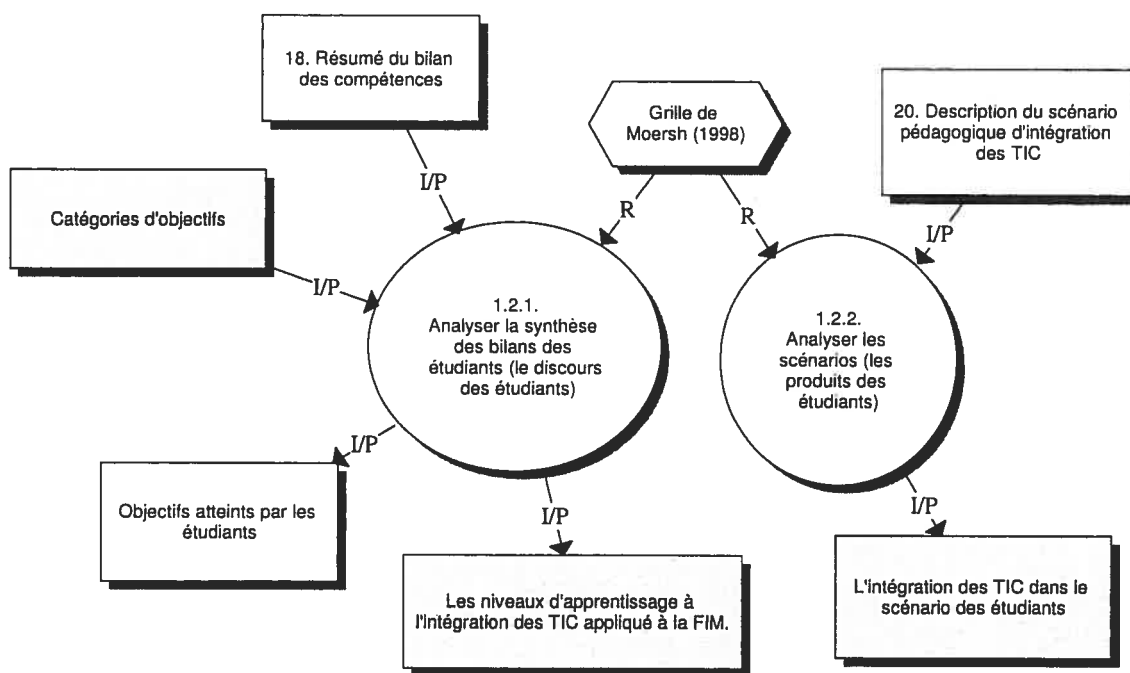 18. Résumé du bilan
des compétences
Grille de
Moersh (1998)
20. Description du scénario
pédagogique d'intégration
des TIC
I/P
Catégories d'objectifs
R
R
I/P
I/P
1.2.1.
Analyser la synthèse
des bilans des
étudiants (le discours
des étudiants)
1.2.2.
Analyser les
scénarios (les
produits des
étudiants)
I/P
Objectifs atteints par les
étudiants
I/P
I/P
Les niveaux d'apprentissage à
l'intégration des TIC appliqué à la FIM.
L'intégration des TIC dans le
scénario des étudiants